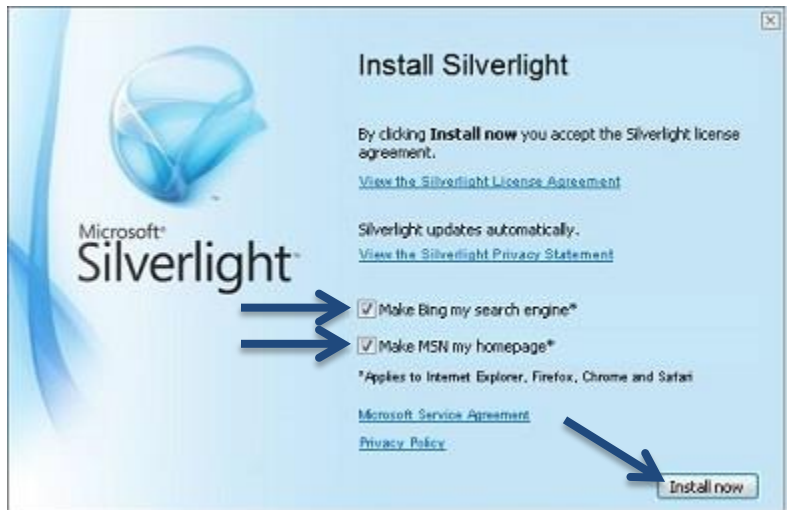 Install Silverlight
By clicking Install now you accept the Silverlight license
agreement.
View the Silverlight License Agreement
Microsoft®
Silverlight™
Silverlight updates automatically.
View the Silverlight Privacy Statement
Make Bing my search engine*
Make MSN my homepage*
*Applies to Internet Explorer, Firefox, Chrome and Safari
Microsoft Service Agreement
Privacy Policy
Install now